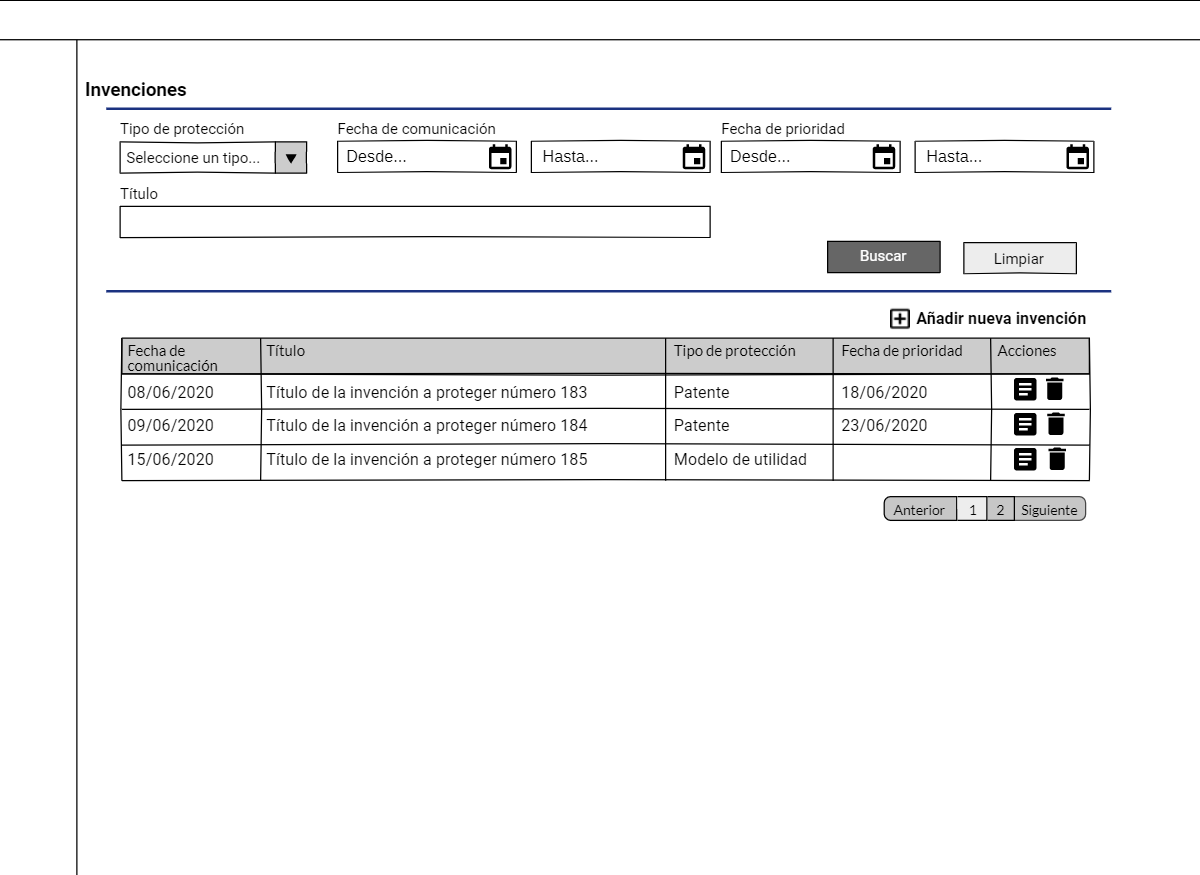 Invenciones
Tipo de protección Fecha de comunicación Fecha de prioridad
Seleccione un tipo... Desde... Hasta... Desde... Hasta...
Título
Buscar Limpiar
Añadir nueva invención
Fecha de comunicación Título Tipo de protección Fecha de prioridad Acciones
08/06/2020 Título de la invención a proteger número 183 Patente 18/06/2020
09/06/2020 Título de la invención a proteger número 184 Patente 23/06/2020
15/06/2020 Título de la invención a proteger número 185 Modelo de utilidad
Anterior 1 2 Siguiente